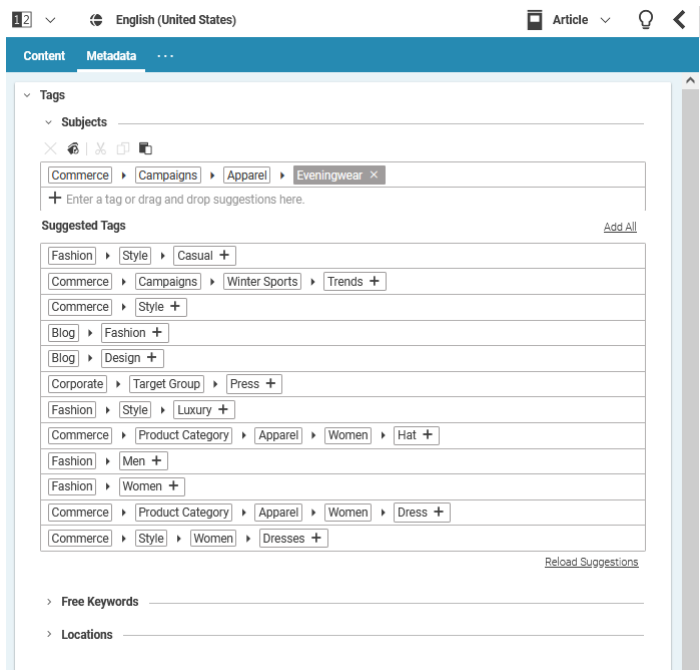 12 English (United States) Article
Content Metadata ...
Tags
Subjects
Commerce Campaigns Apparel Eveningwear ×
+ Enter a tag or drag and drop suggestions here.
Suggested Tags Add All
Fashion Style Casual +
Commerce Campaigns Winter Sports Trends +
Commerce Style +
Blog Fashion +
Blog Design +
Corporate Target Group Press +
Fashion Style Luxury +
Commerce Product Category Apparel Women Hat +
Fashion Men +
Fashion Women +
Commerce Product Category Apparel Women Dress +
Commerce Style Women Dresses +
Reload Suggestions
Free Keywords
Locations